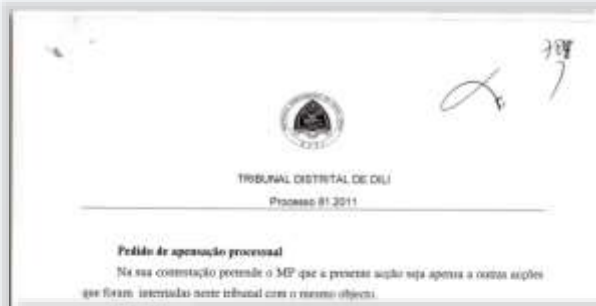 TRIBUNAL DISTRITAL DE DILI
Processo 81.2011
Pedido de apensação processual
Na sua contestação pretende o MP que a presente acção seja apensa a outras acções
que foram intentadas neste tribunal com o mesmo objecto.